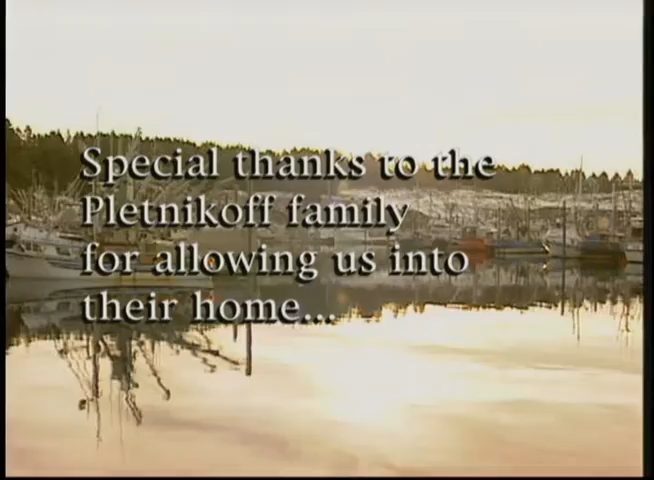 Special thanks to the
Pletnikoff family
for allowing us into
their home...